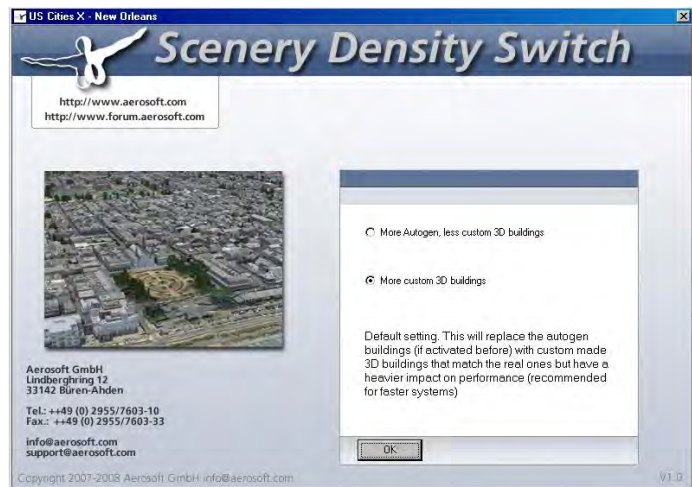 US Cities X - New Orleans
Scenery Density Switch
http://www.aerosoft.com
http://www.forum.aerosoft.com
More Autogen, less custom 3D buildings
More custom 3D buildings
Default setting. This will replace the autogen
buildings (if activated before) with custom made
3D buildings that match the real ones but have a
heavier impact on performance (recommended
for faster systems)
Aerosoft GmbH
Lindberghring 12
33142 Büren-Ahden
Tel.: ++49 (0) 2955/7603-10
Fax.: ++49 (0) 2955/7603-33
info@aerosoft.com
support@aerosoft.com
OK
Copyright 2007-2008 Aerosoft GmbH info@aerosoft.com
V1.0